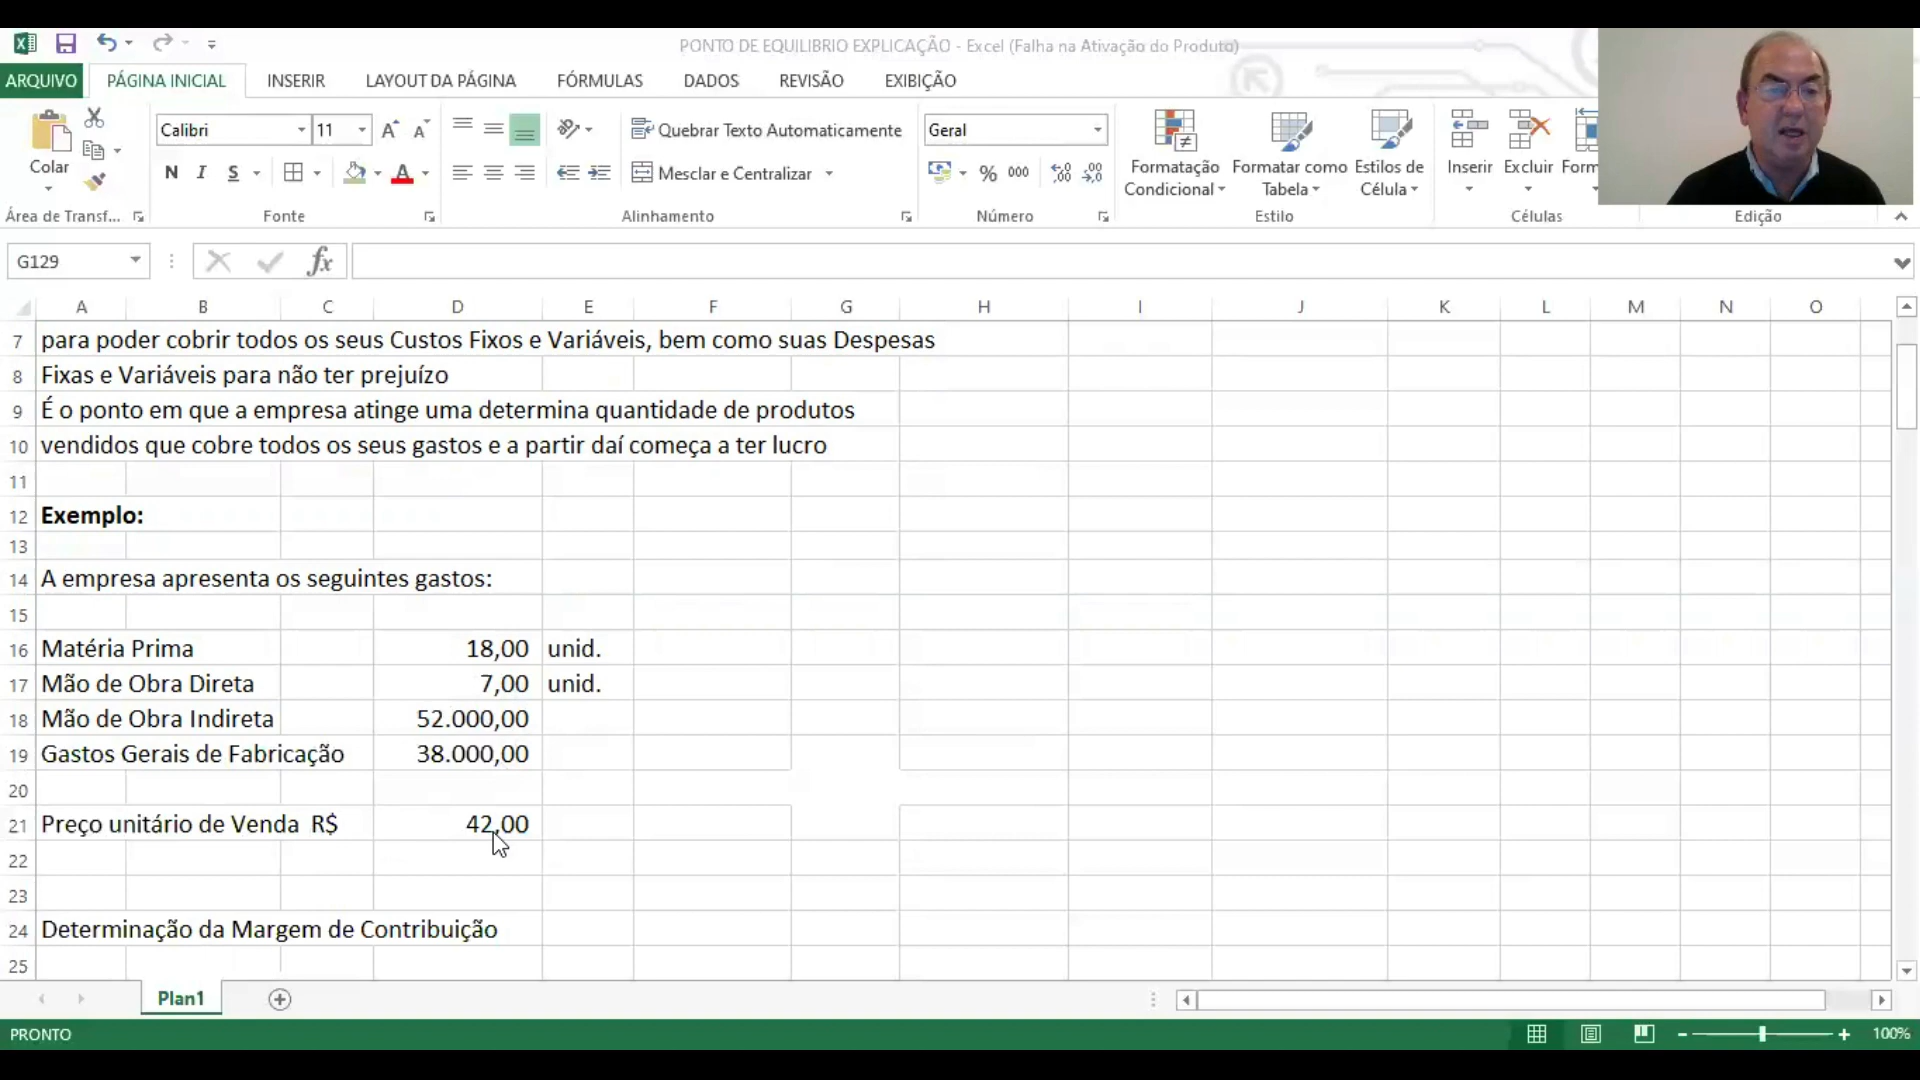 PONTO DE EQUILIBRIO EXPLICAÇÃO - Excel (Falha na Ativação do Produto)
ARQUIVO PÁGINA INICIAL INSERIR LAYOUT DA PÁGINA FÓRMULAS DADOS REVISÃO EXIBIÇÃO
Calibri 11 Quebrar Texto Automaticamente Geral
Colar
N I S Mesclar e Centralizar % 000
Formatação Condicional
Formatar como Tabela
Estilos de Célula
Inserir Excluir Form
Área de Transf... Fonte Alinhamento Número Estilo Células Edição
G129 fx
A B C D E F G H I J K L M N O
7 para poder cobrir todos os seus Custos Fixos e Variáveis, bem como suas Despesas
8 Fixas e Variáveis para não ter prejuízo
9 É o ponto em que a empresa atinge uma determina quantidade de produtos
10 vendidos que cobre todos os seus gastos e a partir daí começa a ter lucro
11
12 Exemplo:
13
14 A empresa apresenta os seguintes gastos:
15
16 Matéria Prima 18,00 unid.
17 Mão de Obra Direta 7,00 unid.
18 Mão de Obra Indireta 52.000,00
19 Gastos Gerais de Fabricação 38.000,00
20
21 Preço unitário de Venda R$ 42,00
22
23
24 Determinação da Margem de Contribuição
25
Plan1
PRONTO 100%